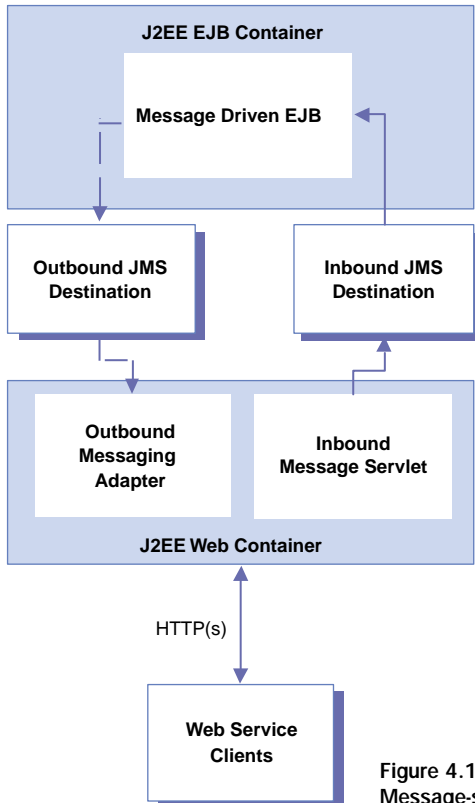 J2EE EJB Container
Message Driven EJB
Outbound JMS
Destination
Inbound JMS
Destination
Outbound
Messaging
Adapter
Inbound
Message Servlet
J2EE Web Container
HTTP(s)
Web Service
Clients
Figure 4.1